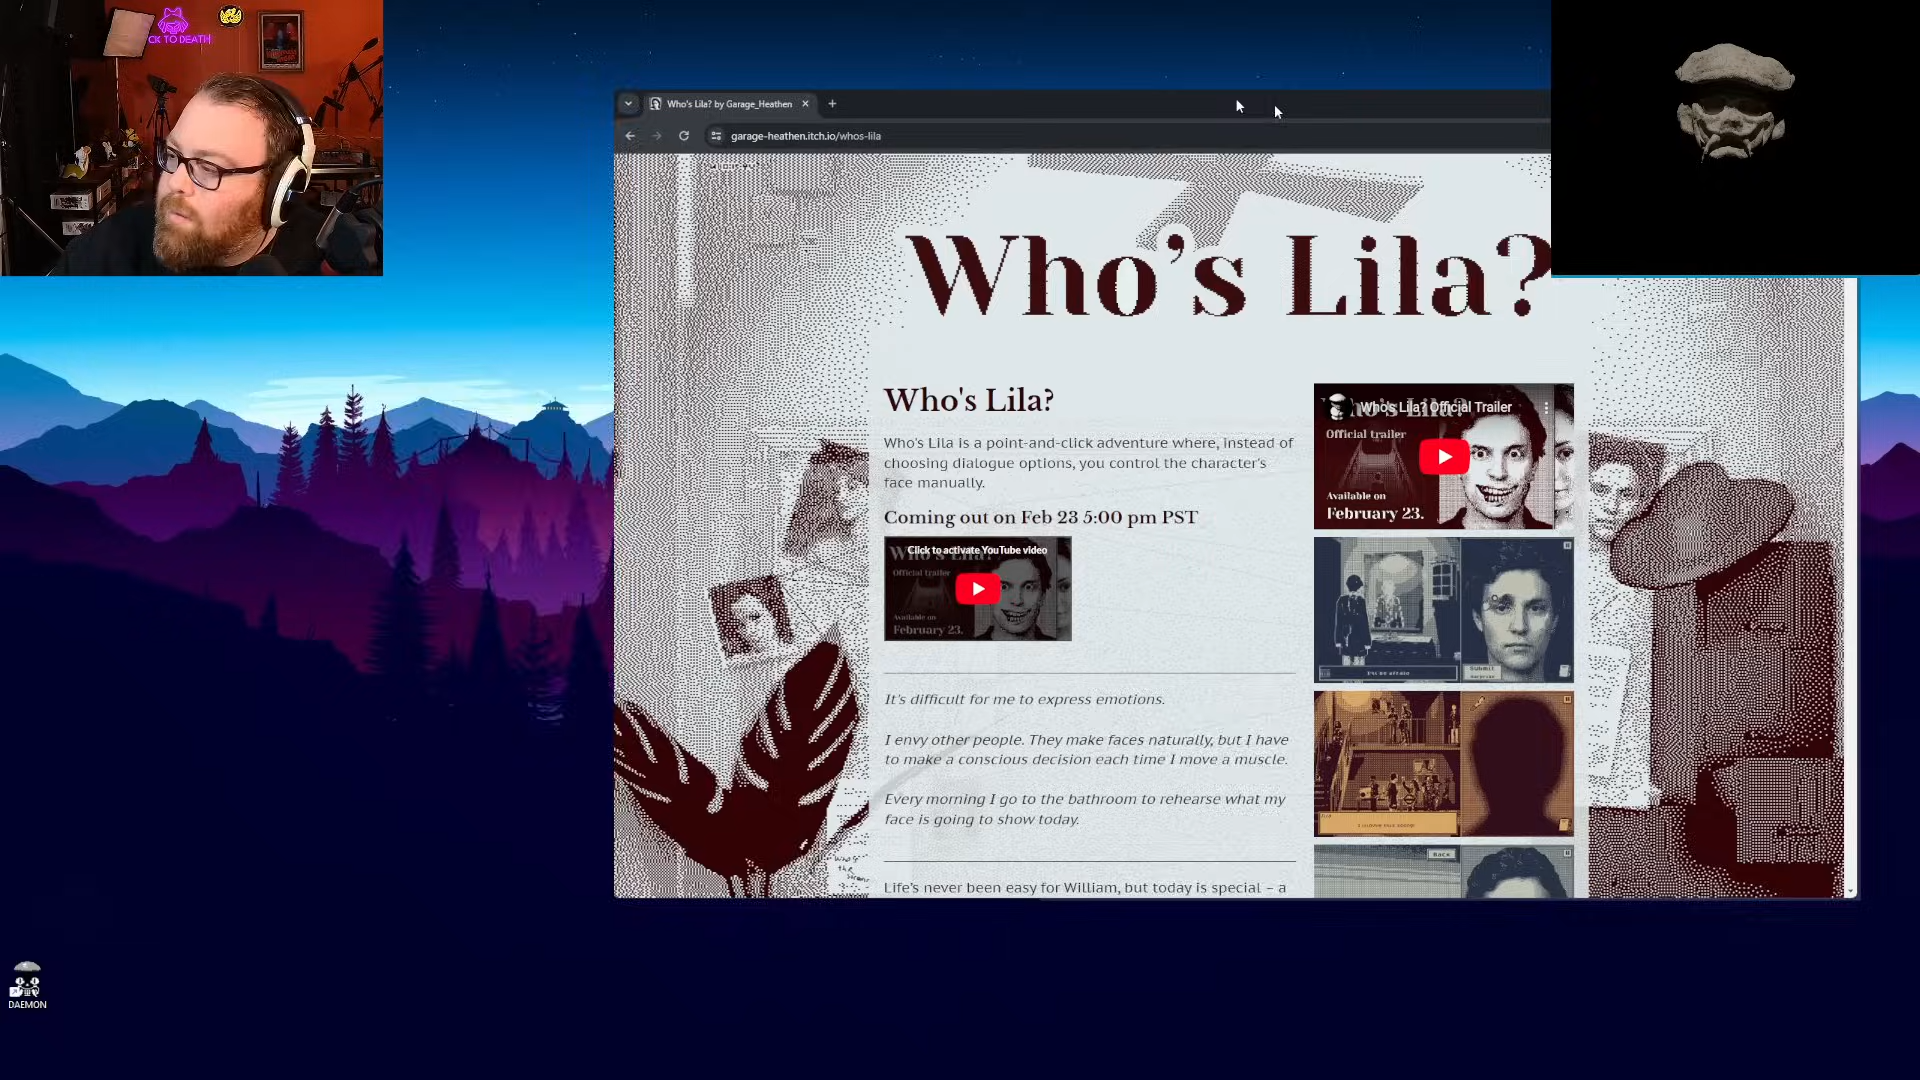 CK TO DEATH
Who's Lila? by Garage_Heathen
garage-heathen.itch.io/whos-lila
Who's Lila?
Who's Lila?
Who's Lila is a point-and-click adventure where, instead of
choosing dialogue options, you control the character's
face manually.
Coming out on Feb 23 5:00 pm PST
Click to activate YouTube video
Official trailer
Available on
February 23.
It's difficult for me to express emotions.
I envy other people. They make faces naturally, but I have
to make a conscious decision each time I move a muscle.
Every morning I go to the bathroom to rehearse what my
face is going to show today.
Life's never been easy for William, but today is special – a
Who's Lila? Official Trailer
Official trailer
Available on
February 23.
Submit
Back
DAEMON